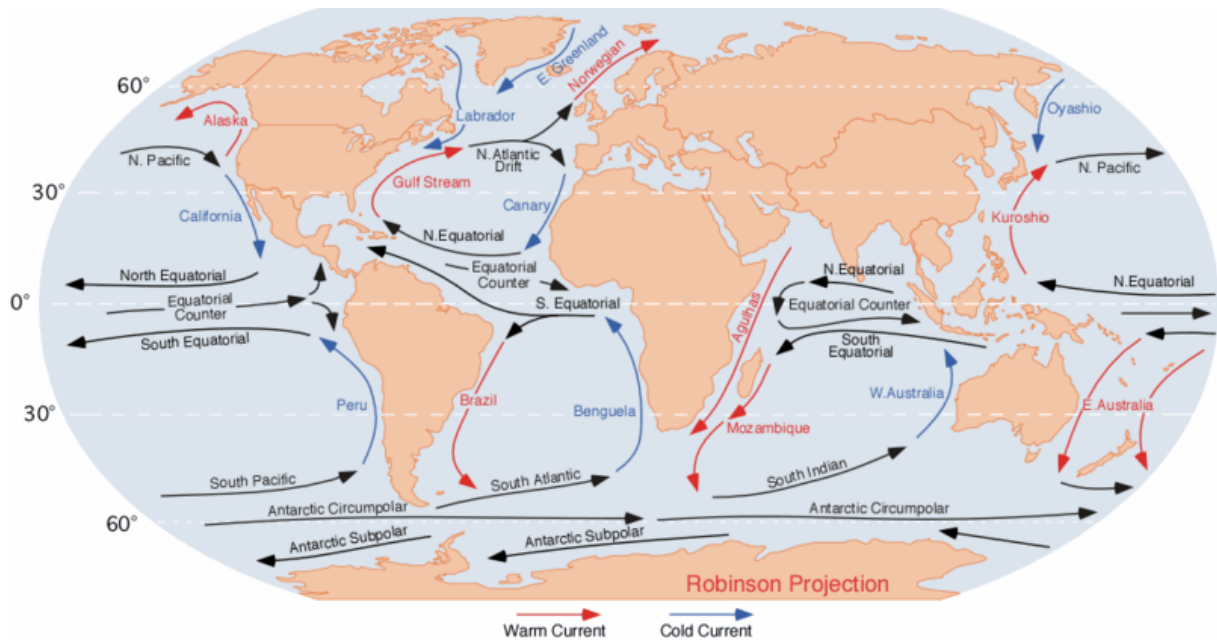 E. Greenland
Norwegian
60°
Labrador
Oyashio
Alaska
N. Pacific
N.Atlantic
Drift
N. Pacific
Gulf Stream
30°
30°
California
Canary
Kuroshio
N.Equatorial
North Equatorial
Equatorial
Counter
N.Equatorial
N.Equatorial
0°
Equatorial
Counter
S. Equatorial
Equatorial Counter
0°
South Equatorial
Agulhas
South
Equatorial
Peru
Brazil
Benguela
W.Australia
E.Australia
30°
Mozambique
30°
South Pacific
South Atlantic
South Indian
Antarctic Circumpolar
Antarctic Circumpolar
60°
Antarctic Subpolar
Antarctic Subpolar
Robinson Projection
Warm Current
Cold Current